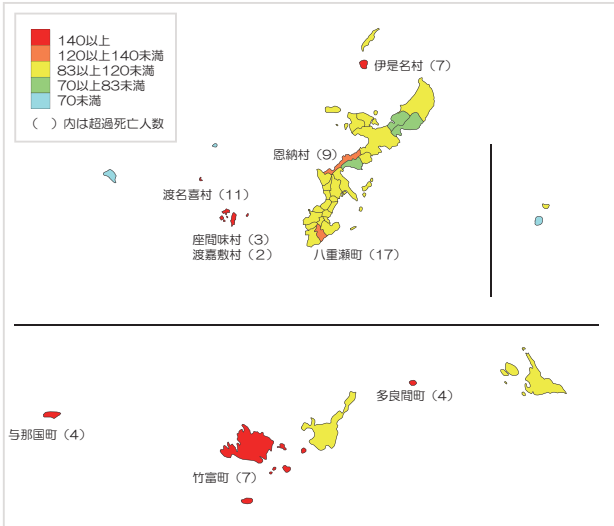 140以上
120以上140未満
83以上120未満
70以上83未満
70未満
（　）内は超過死亡人数
伊是名村（7）
恩納村（9）
渡名喜村（11）
座間味村（3）
渡嘉敷村（2）
八重瀬町（17）
多良間町（4）
与那国町（4）
竹富町（7）